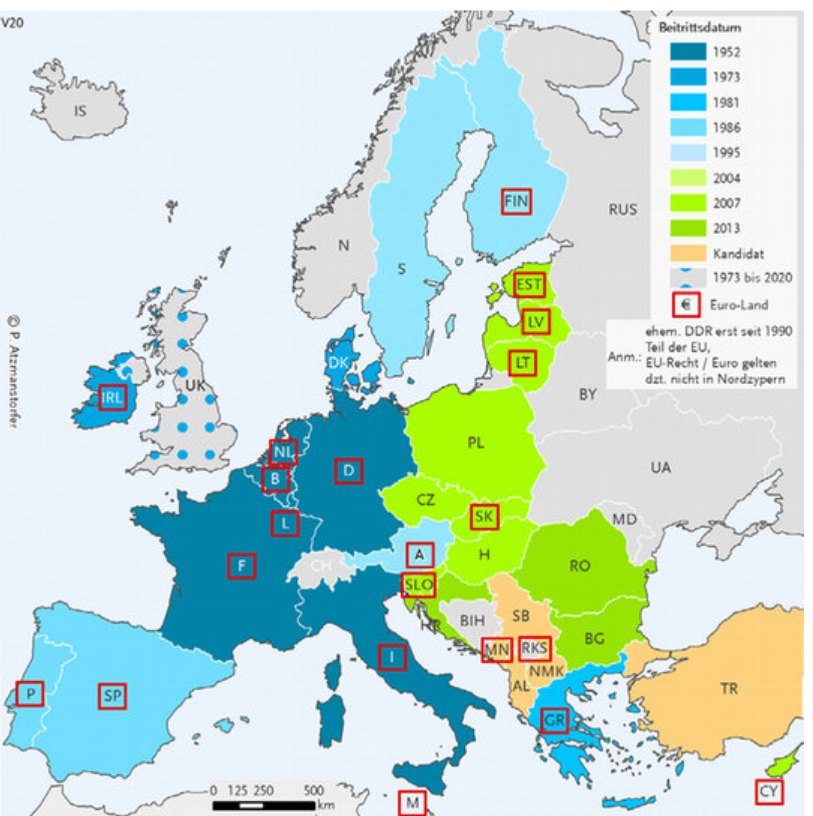 V20
Beitrittsdatum
1952
1973
1981
1986
1995
2004
2007
2013
Kandidat
1973 bis 2020
€ Euro-Land
Anm.: ehem. DDR erst seit 1990
Teil der EU,
EU-Recht / Euro gelten
dzt. nicht in Nordzypern
© P. Atzmanstorfer
IS
FIN
RUS
N
S
EST
LV
LT
DK
BY
UK
IRL
NL
B
D
PL
UA
CZ
L
SK
MD
A
F
CH
H
RO
SLO
HR
BIH
SB
BG
MN
RKS
I
NMK
AL
P
SP
TR
GR
CY
M
0 125 250 500
km